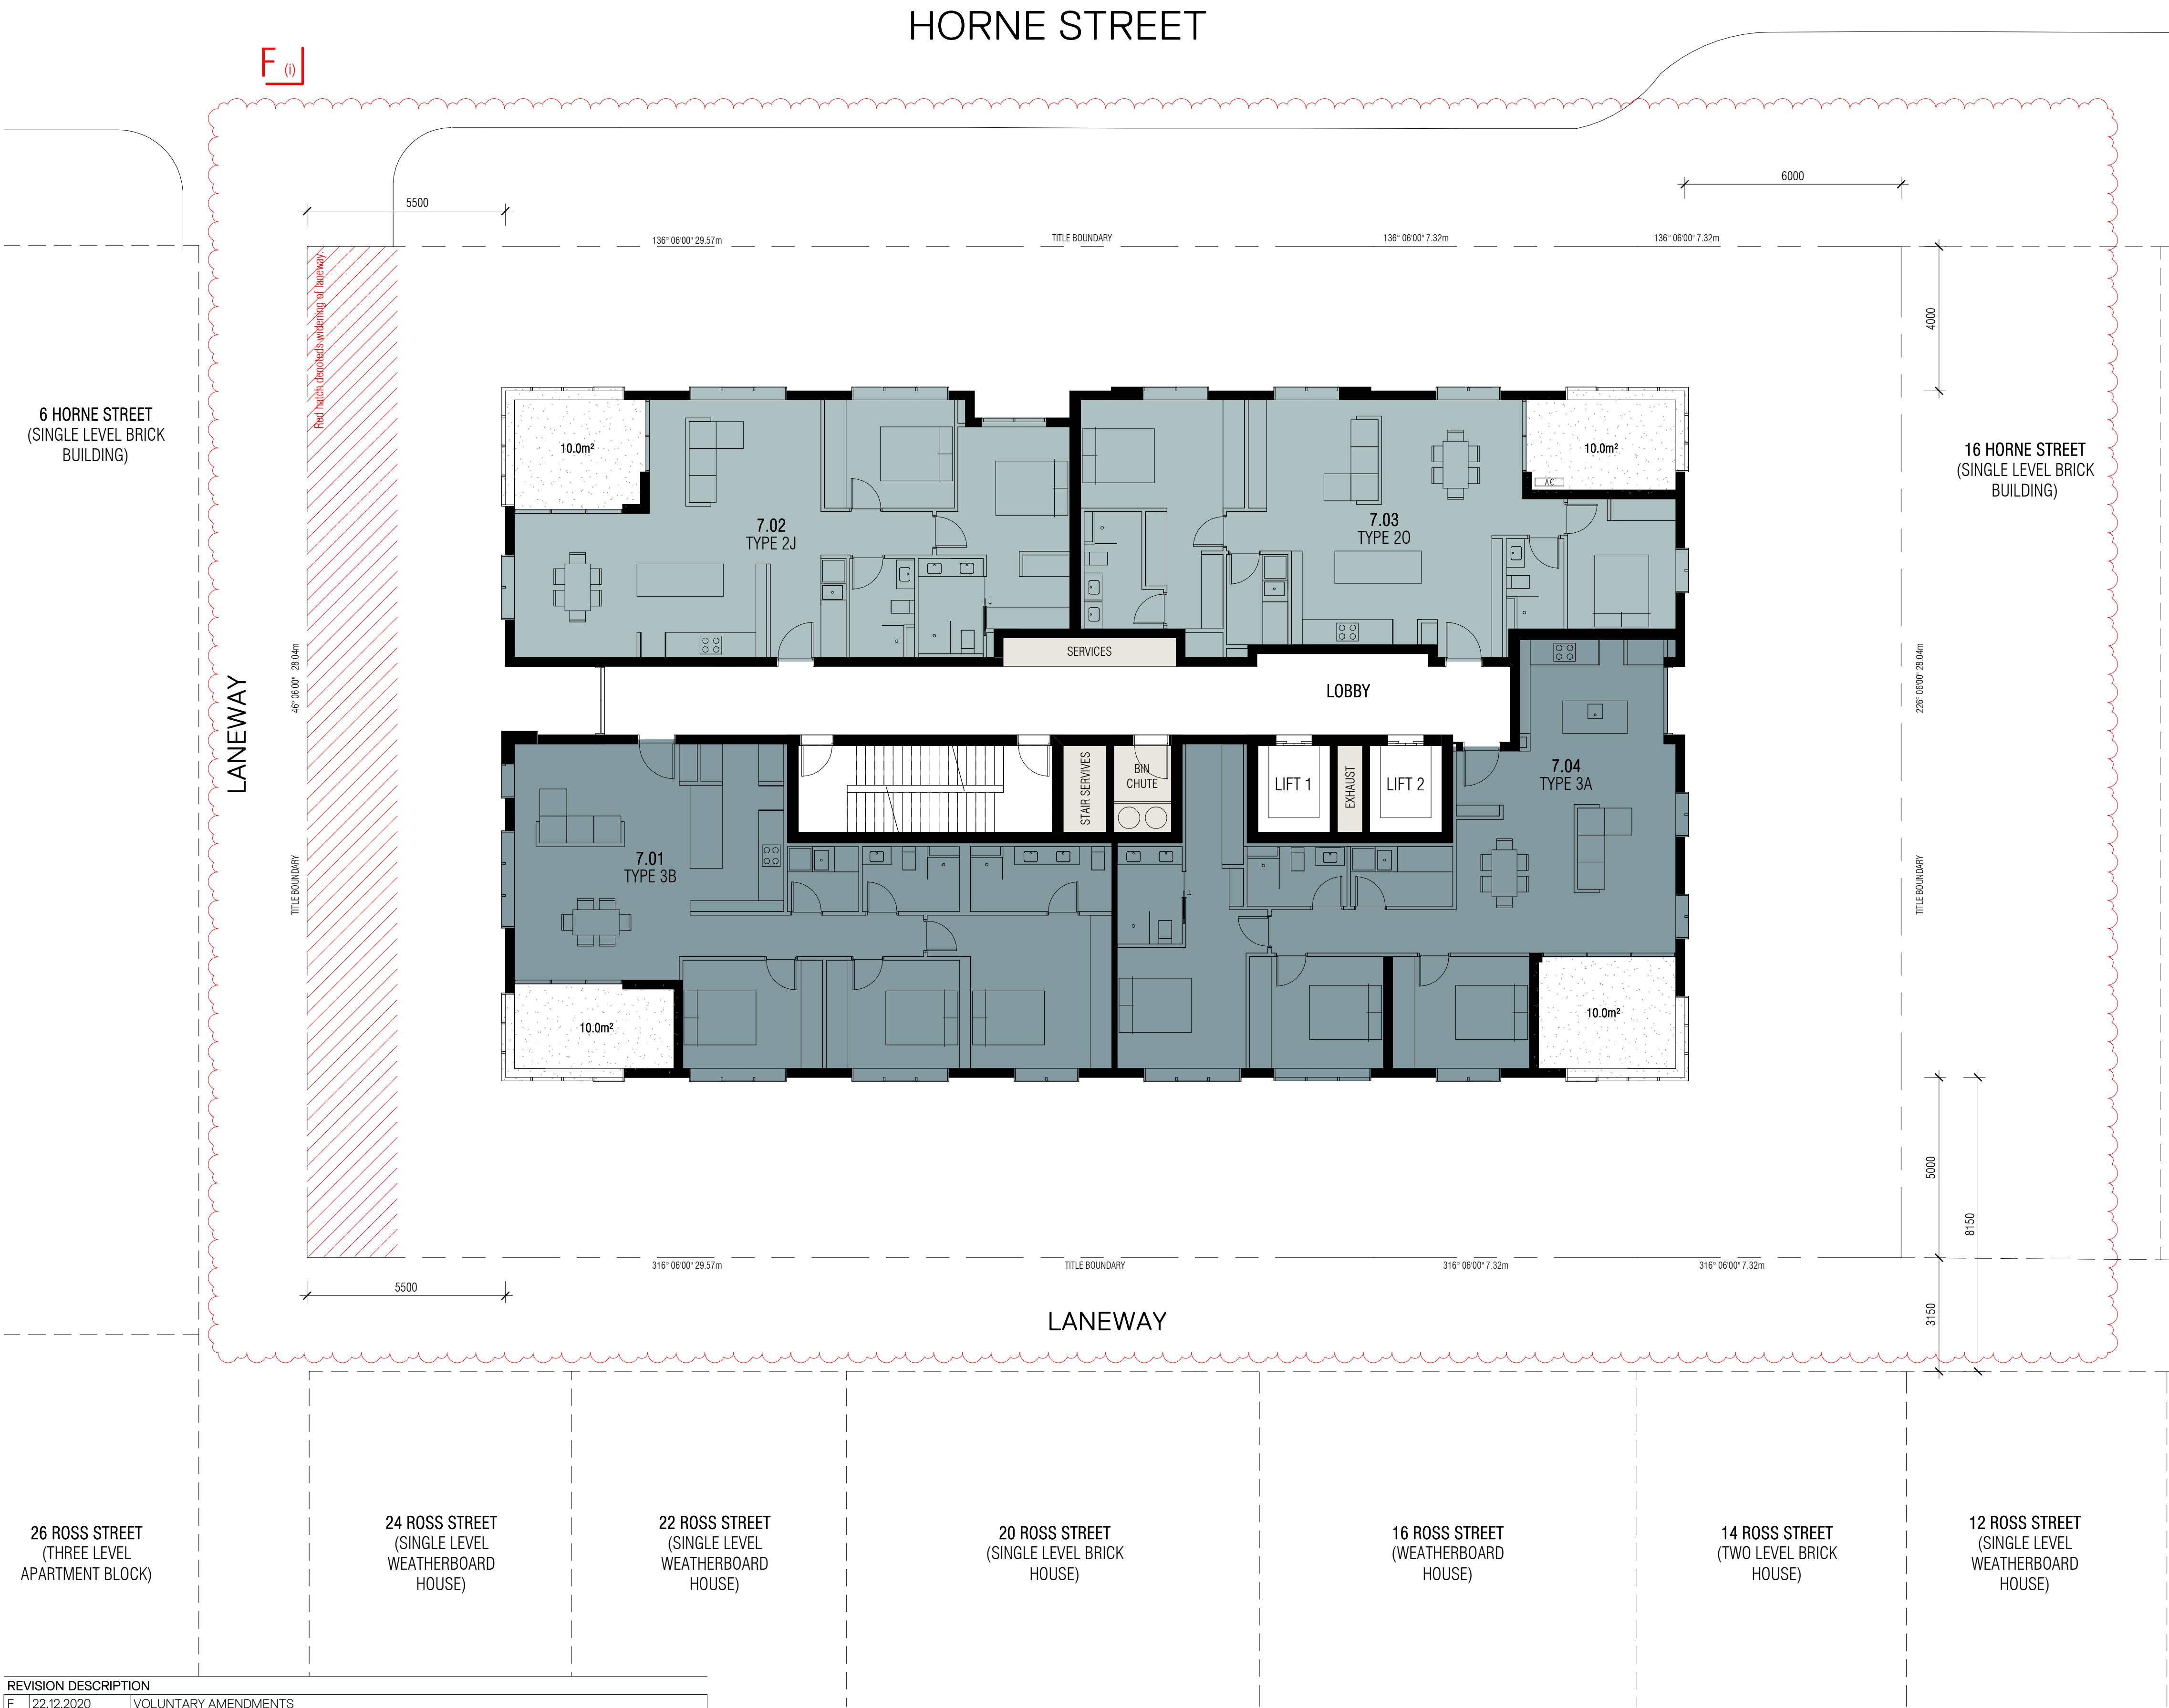 HORNE STREET
F (i)
6000
5500
136° 06'00" 29.57m
TITLE BOUNDARY
136° 06'00" 7.32m
136° 06'00" 7.32m
Red hatch denoteds widening of laneway.
4000
6 HORNE STREET
(SINGLE LEVEL BRICK
BUILDING)
10.0m²
7.02
TYPE 2J
7.03
TYPE 2O
10.0m²
A.C
16 HORNE STREET
(SINGLE LEVEL BRICK
BUILDING)
SERVICES
LOBBY
LANEWAY
46° 06'00" 28.04m
TITLE BOUNDARY
226° 06'00" 28.04m
TITLE BOUNDARY
STAIR SERVIVES
BIN
CHUTE
LIFT 1
EXHAUST
LIFT 2
7.04
TYPE 3A
7.01
TYPE 3B
10.0m²
10.0m²
5000
8150
3150
316° 06'00" 29.57m
TITLE BOUNDARY
316° 06'00" 7.32m
316° 06'00" 7.32m
5500
LANEWAY
26 ROSS STREET
(THREE LEVEL
APARTMENT BLOCK)
24 ROSS STREET
(SINGLE LEVEL
WEATHERBOARD
HOUSE)
22 ROSS STREET
(SINGLE LEVEL
WEATHERBOARD
HOUSE)
20 ROSS STREET
(SINGLE LEVEL BRICK
HOUSE)
16 ROSS STREET
(WEATHERBOARD
HOUSE)
14 ROSS STREET
(TWO LEVEL BRICK
HOUSE)
12 ROSS STREET
(SINGLE LEVEL
WEATHERBOARD
HOUSE)
REVISION DESCRIPTION
F 22.12.2020 VOLUNTARY AMENDMENTS